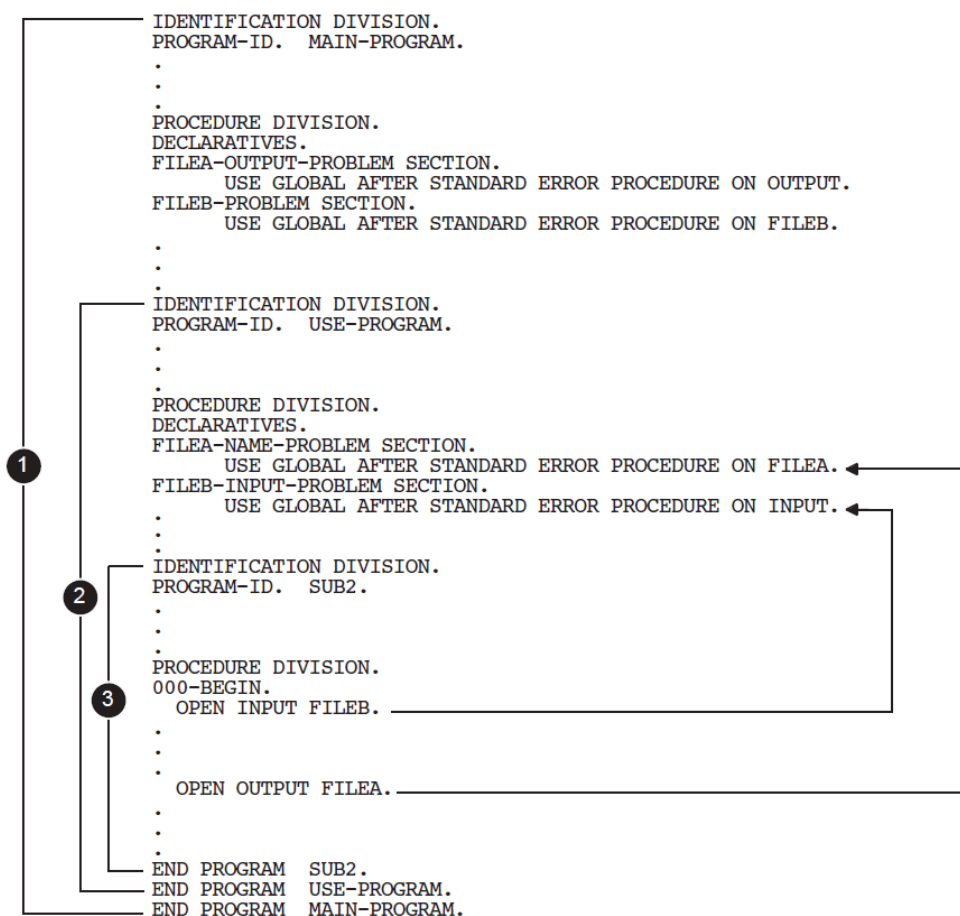 IDENTIFICATION DIVISION.
PROGRAM-ID.  MAIN-PROGRAM.
.
.
.
PROCEDURE DIVISION.
DECLARATIVES.
FILEA-OUTPUT-PROBLEM SECTION.
USE GLOBAL AFTER STANDARD ERROR PROCEDURE ON OUTPUT.
FILEB-PROBLEM SECTION.
USE GLOBAL AFTER STANDARD ERROR PROCEDURE ON FILEB.
.
.
.
IDENTIFICATION DIVISION.
PROGRAM-ID.  USE-PROGRAM.
.
.
.
PROCEDURE DIVISION.
DECLARATIVES.
FILEA-NAME-PROBLEM SECTION.
1 USE GLOBAL AFTER STANDARD ERROR PROCEDURE ON FILEA.
FILEB-INPUT-PROBLEM SECTION.
USE GLOBAL AFTER STANDARD ERROR PROCEDURE ON INPUT.
.
.
.
IDENTIFICATION DIVISION.
2 PROGRAM-ID.  SUB2.
.
.
.
PROCEDURE DIVISION.
3 000-BEGIN.
OPEN INPUT FILEB.
.
.
.
OPEN OUTPUT FILEA.
.
.
.
END PROGRAM  SUB2.
END PROGRAM  USE-PROGRAM.
END PROGRAM  MAIN-PROGRAM.